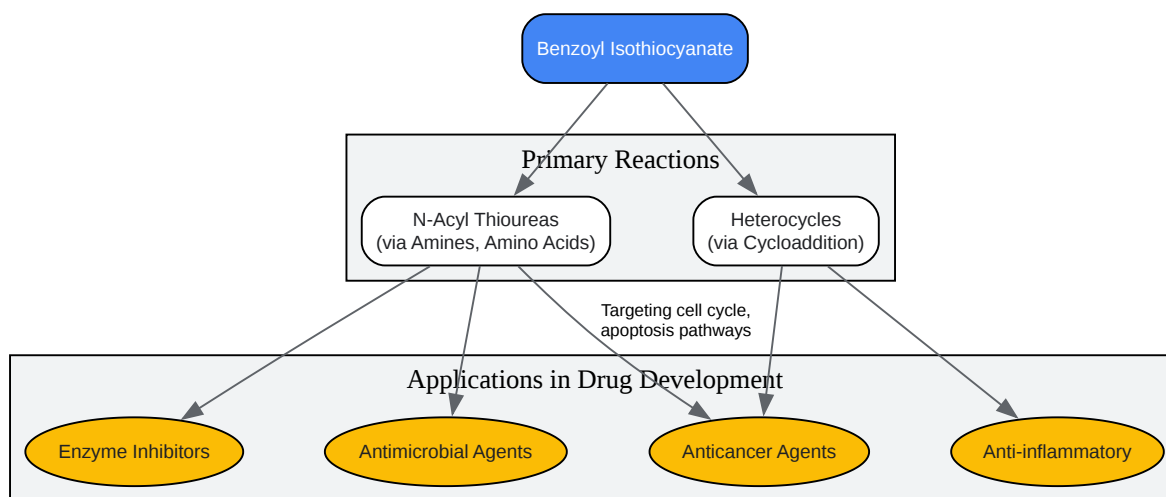 Benzoyl Isothiocyanate
Primary Reactions
N-Acyl Thioureas
(via Amines, Amino Acids)
Heterocycles
(via Cycloaddition)
Targeting cell cycle,
apoptosis pathways
Applications in Drug Development
Enzyme Inhibitors
Antimicrobial Agents
Anticancer Agents
Anti-inflammatory